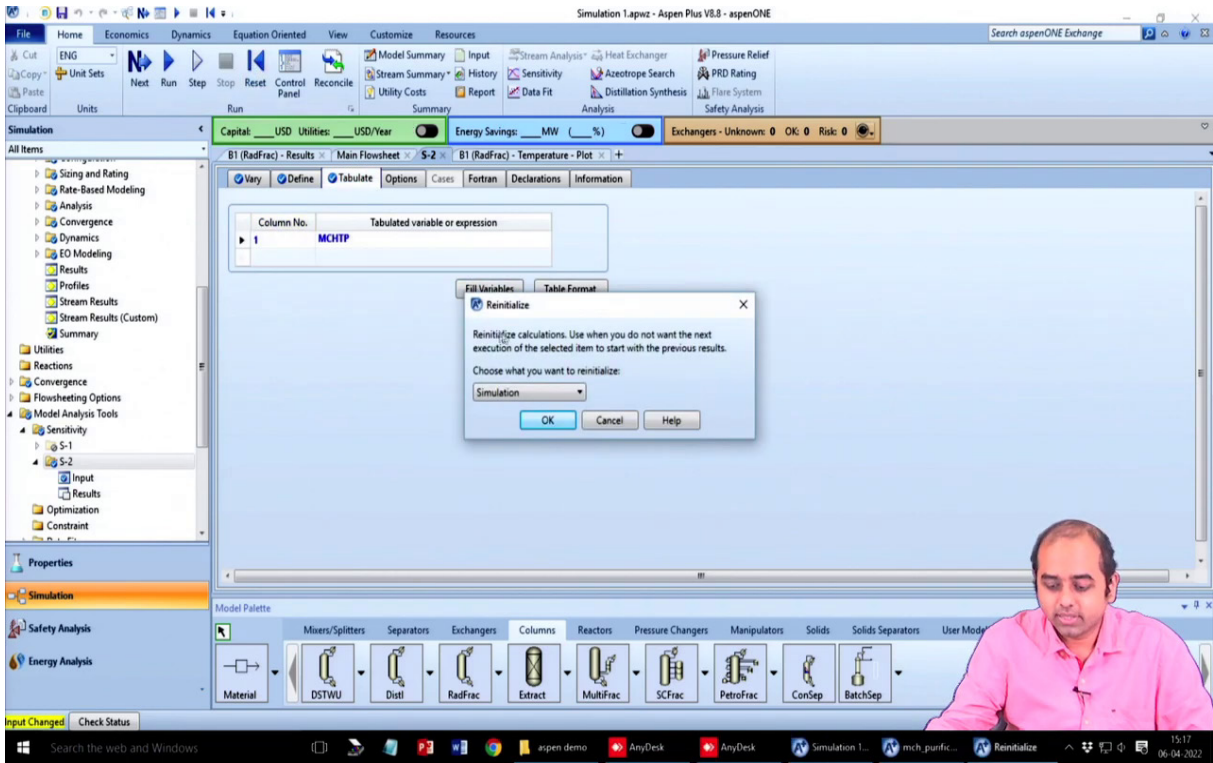 Simulation 1.apwz - Aspen Plus V8.8 - aspenONE
File Home Economics Dynamics Equation Oriented View Customize Resources Search aspenONE Exchange
Cut ENG Model Summary Input Stream Analysis Heat Exchanger Pressure Relief
Copy Unit Sets Next Run Step Stop Reset Control Panel Reconcile Stream Summary History Sensitivity Azeotrope Search PRD Rating
Paste Utility Costs Report Data Fit Distillation Synthesis Flare System
Clipboard Units Run Summary Analysis Safety Analysis
Simulation Capital: ____USD Utilities: ____USD/Year Energy Savings: ____MW (____%) Exchangers - Unknown: 0 OK: 0 Risk: 0
All Items B1 (RadFrac) - Results Main Flowsheet S-2 B1 (RadFrac) - Temperature - Plot +
Sizing and Rating
Rate-Based Modeling
Analysis
Convergence
Dynamics
EO Modeling
Results
Profiles
Stream Results
Stream Results (Custom)
Summary
Utilities
Reactions
Convergence
Flowsheeting Options
Model Analysis Tools
Sensitivity
S-1
S-2
Input
Results
Optimization
Constraint
Vary Define Tabulate Options Cases Fortran Declarations Information
Column No. Tabulated variable or expression
1 MCHTP
Fill Variables Table Format
Reinitialize
Reinitialize calculations. Use when you do not want the next
execution of the selected item to start with the previous results.
Choose what you want to reinitialize:
Simulation
OK Cancel Help
Properties
Simulation
Safety Analysis
Energy Analysis
Model Palette
Mixers/Splitters Separators Exchangers Columns Reactors Pressure Changers Manipulators Solids Solids Separators User Mode
Material DSTWU Distl RadFrac Extract MultiFrac SCFrac PetroFrac ConSep BatchSep
nput Changed Check Status
Search the web and Windows aspen demo AnyDesk AnyDesk Simulation 1... mch_purific... Reinitialize 15:17
06-04-2022